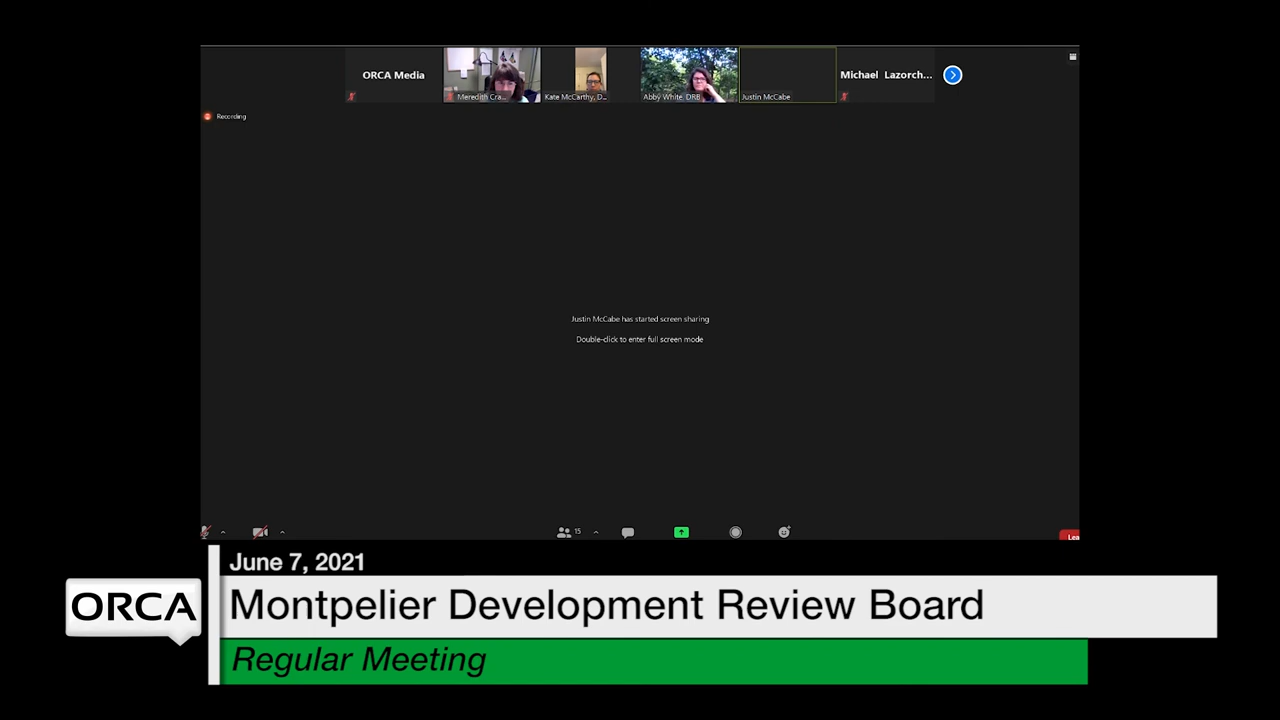 ORCA Media
Meredith Cra...
Kate McCarthy, D...
Abby White, DRB
Justin McCabe
Michael Lazorch...
Recording
Justin McCabe has started screen sharing
Double-click to enter full screen mode
15
Lea
June 7, 2021
ORCA
Montpelier Development Review Board
Regular Meeting